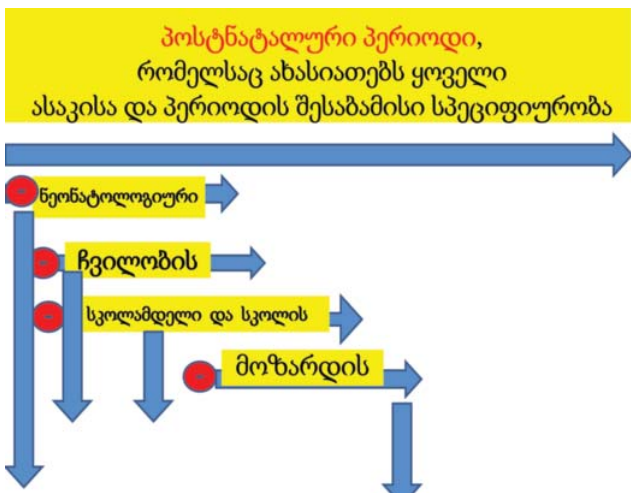 პოსტნატალური პერიოდი,
რომელსაც ახასიათებს ყოველი
ასაკისა და პერიოდის შესაბამისი სპეციფიურობა
ნეონატოლოგიური
ჩვილობის
სკოლამდელი და სკოლის
მოზარდის